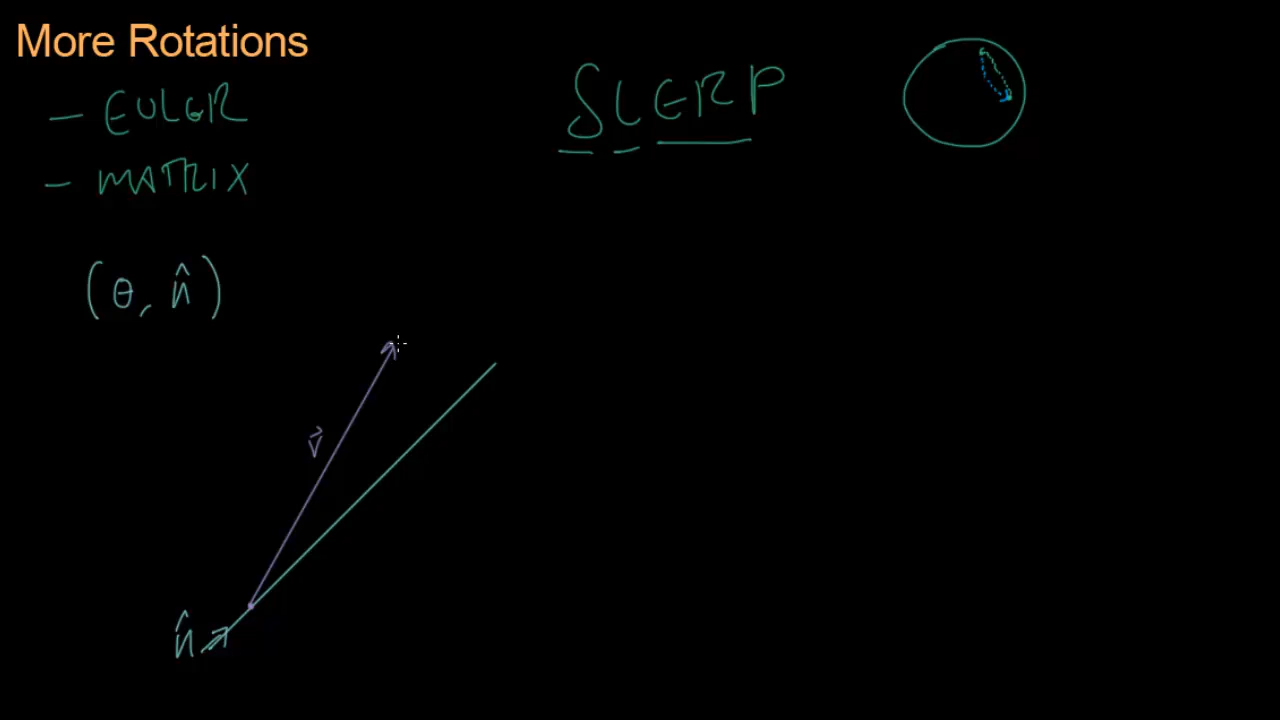 More Rotations
- EULER
- MATRIX
SLERP
(θ, n̂)
v⃗
n̂